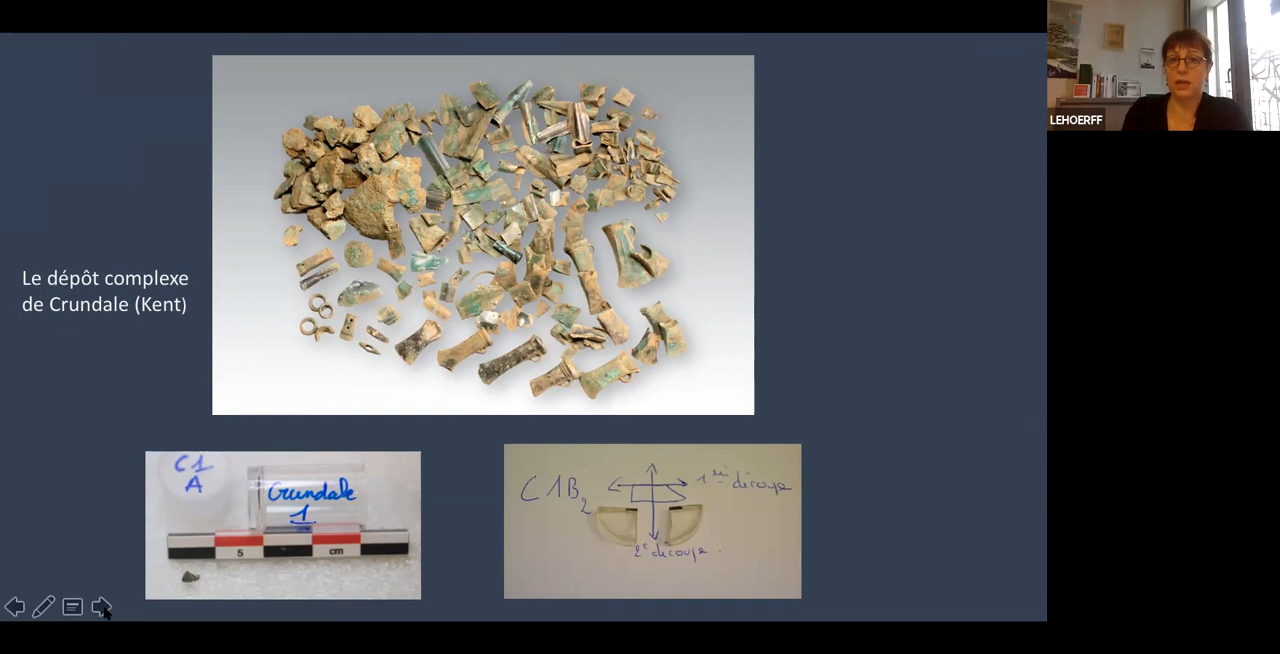 LEHOERFF
Le dépôt complexe
de Crundale (Kent)
C1
A
Crundale
1
5
cm
C1B2
1ère découpe
2e découpe